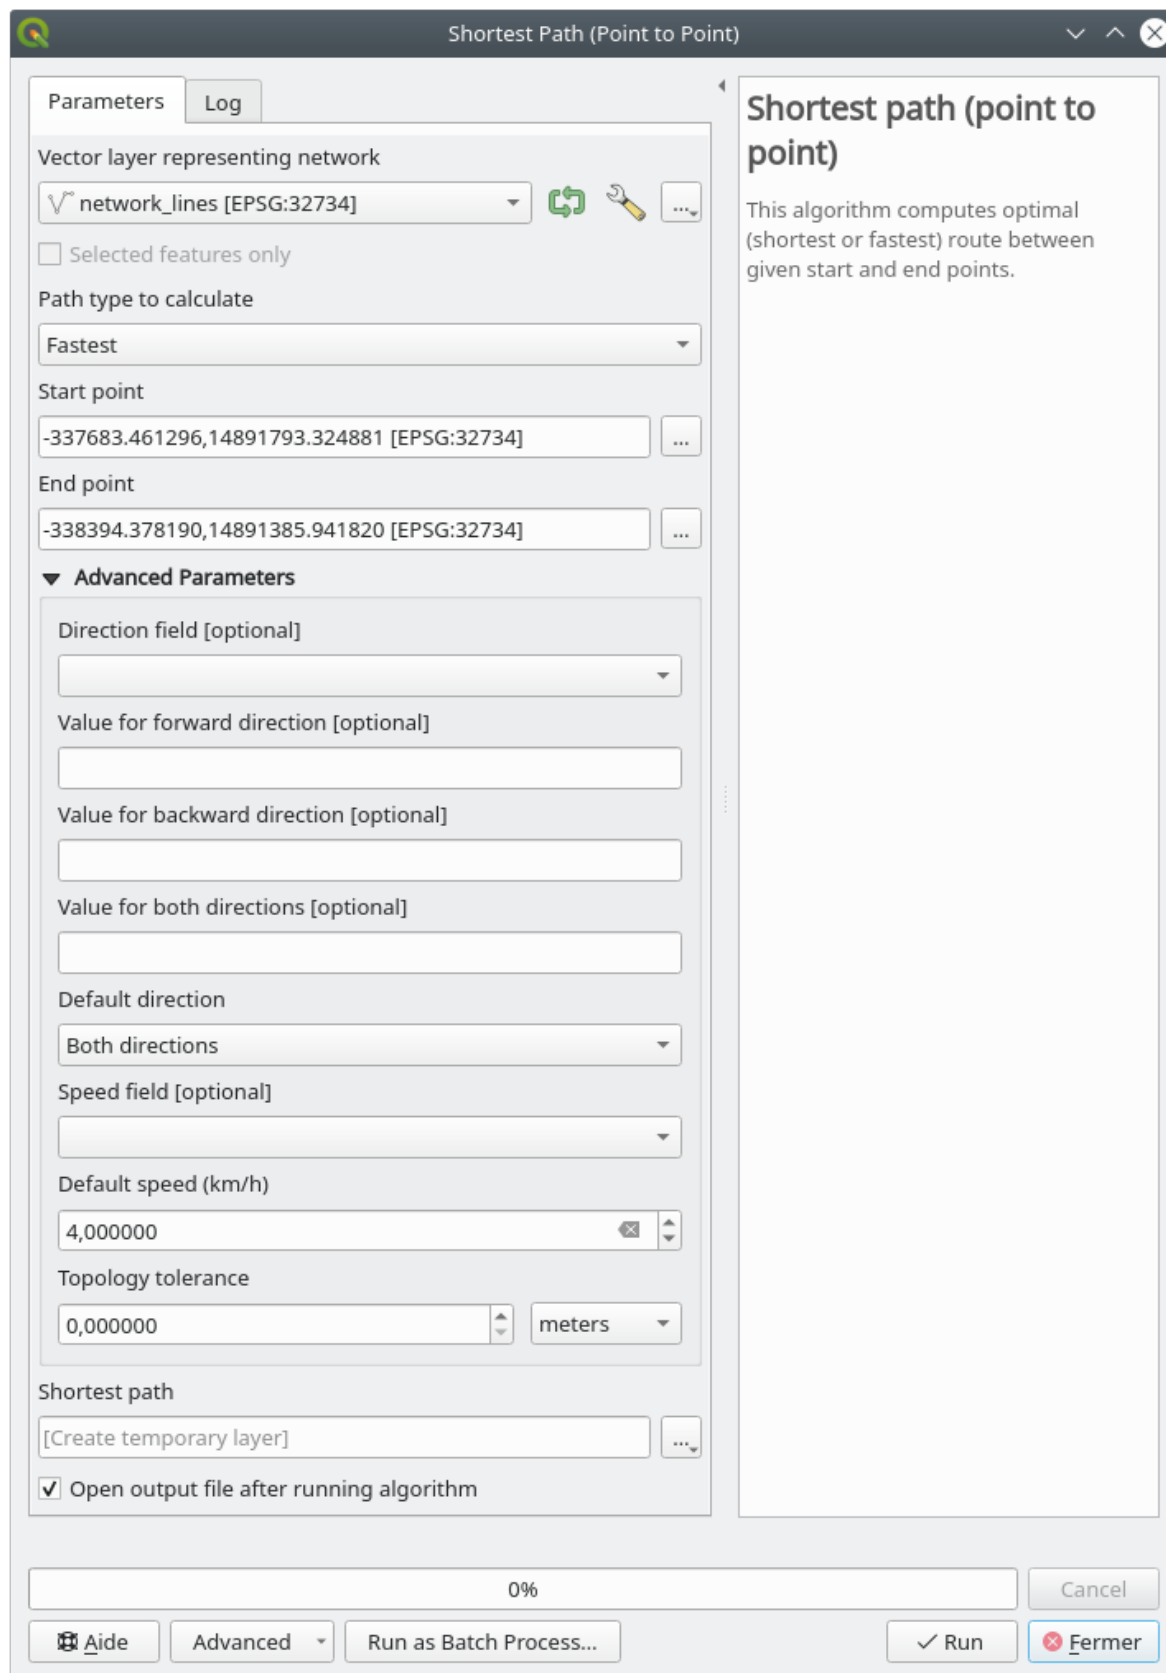 Shortest Path (Point to Point)
Parameters
Log
Vector layer representing network
network_lines [EPSG:32734]
...
Selected features only
Path type to calculate
Fastest
Start point
-337683.461296,14891793.324881 [EPSG:32734]
...
End point
-338394.378190,14891385.941820 [EPSG:32734]
...
Advanced Parameters
Direction field [optional]
Value for forward direction [optional]
Value for backward direction [optional]
Value for both directions [optional]
Default direction
Both directions
Speed field [optional]
Default speed (km/h)
4,000000
Topology tolerance
0,000000
meters
Shortest path
[Create temporary layer]
...
Open output file after running algorithm
Shortest path (point to
point)
This algorithm computes optimal
(shortest or fastest) route between
given start and end points.
0%
Cancel
Aide
Advanced
Run as Batch Process...
Run
Fermer